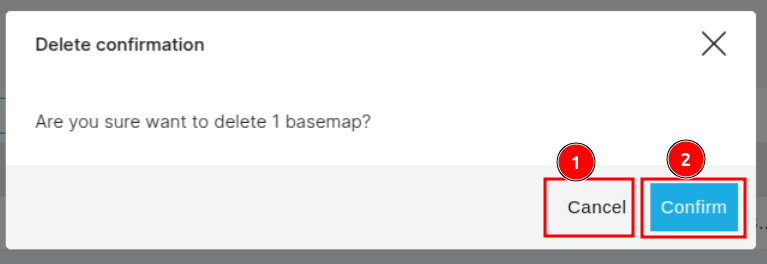 Delete confirmation
Are you sure want to delete 1 basemap?
1
2
Cancel
Confirm